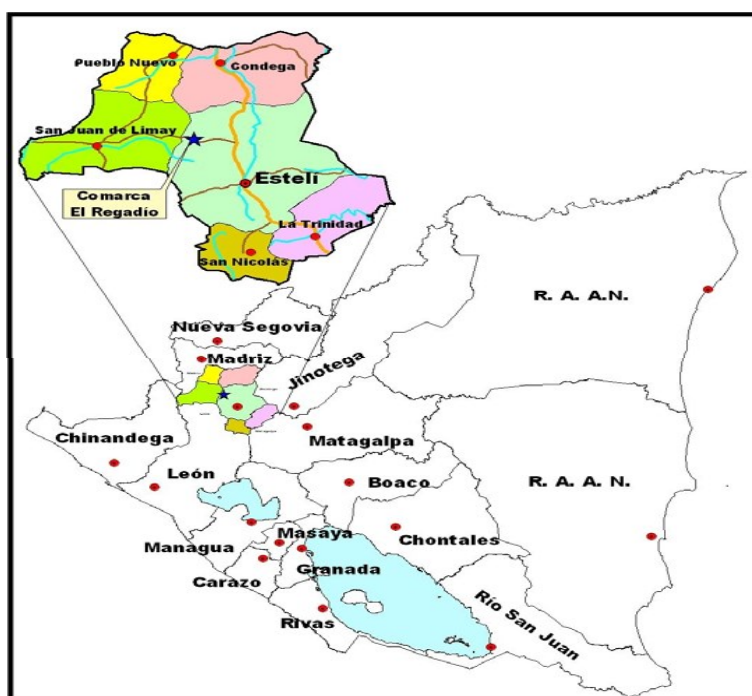 Pueblo Nuevo
Condega
San Juan de Limay
Estelí
Comarca
El Regadío
La Trinidad
San Nicolás
R. A. A.N.
Nueva Segovia
Madriz
Jinotega
Chinandega
Matagalpa
León
Boaco
R. A. A. N.
Masaya
Managua
Chontales
Granada
Carazo
Rivas
Río San Juan